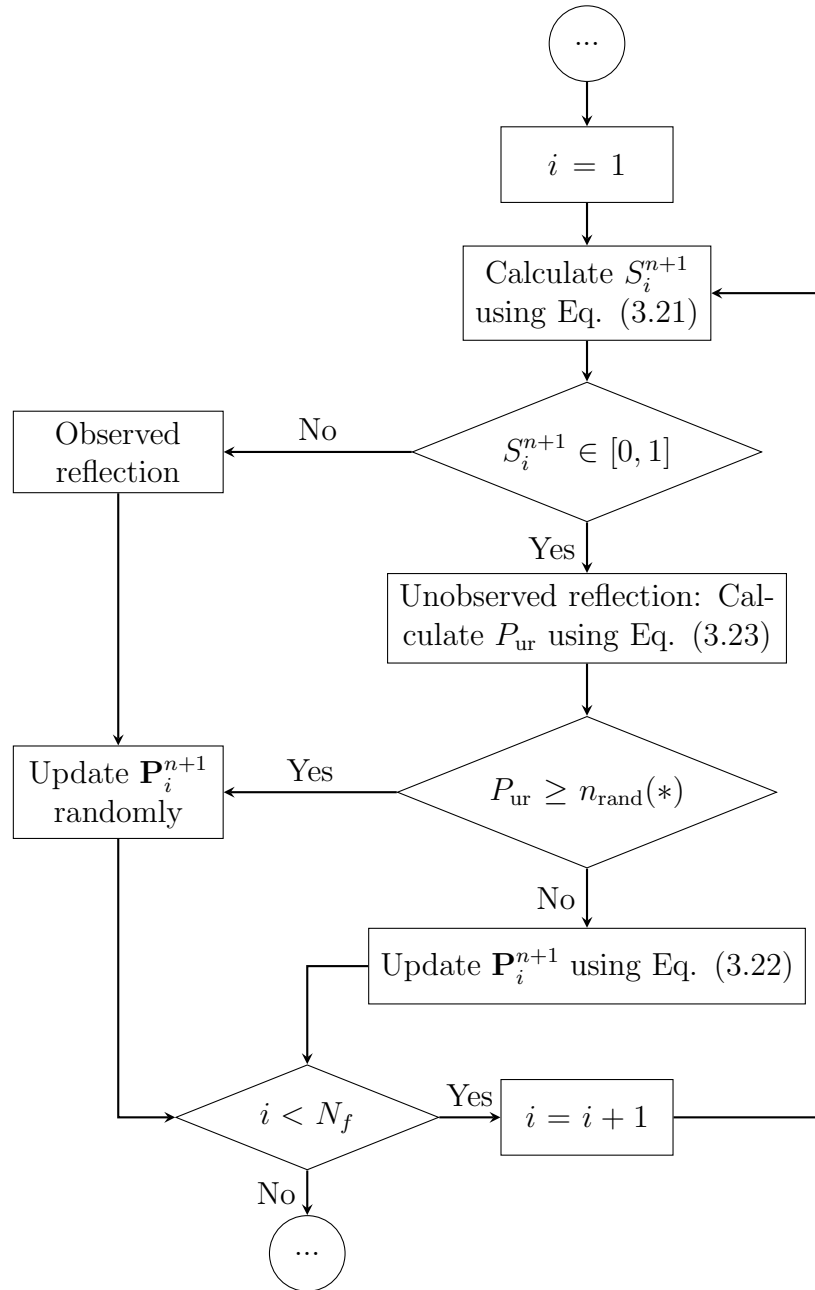 ...
i = 1
Calculate S_i^{n+1}
using Eq. (3.21)
No
Observed
reflection
S_i^{n+1} ∈ [0, 1]
Yes
Unobserved reflection: Cal-
culate P_ur using Eq. (3.23)
Update 𝐏_i^{n+1}
randomly
Yes
P_ur ≥ n_rand(*)
No
Update 𝐏_i^{n+1} using Eq. (3.22)
i < N_f
Yes
i = i + 1
No
...